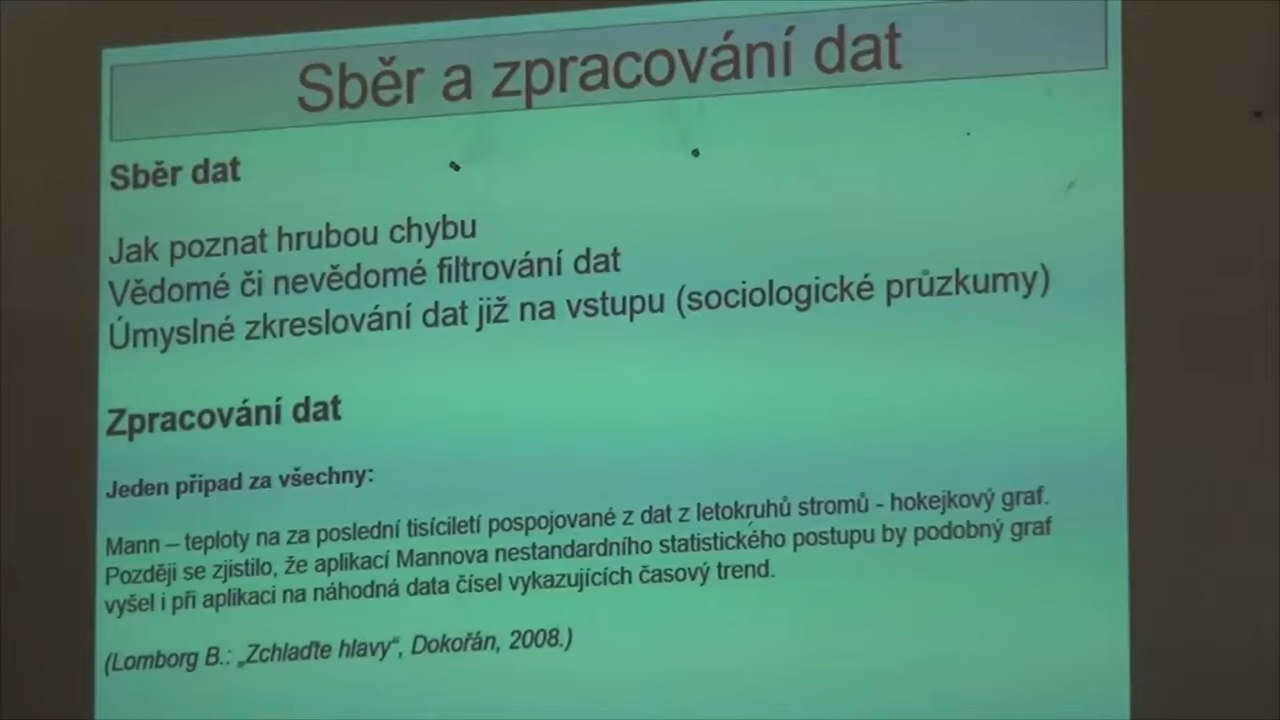 Sběr a zpracování dat
Sběr dat
Jak poznat hrubou chybu
Vědomé či nevědomé filtrování dat
Úmyslné zkreslování dat již na vstupu (sociologické průzkumy)
Zpracování dat
Jeden případ za všechny:
Mann – teploty na za poslední tisíciletí pospojované z dat z letokruhů stromů - hokejkový graf.
Později se zjistilo, že aplikací Mannova nestandardního statistického postupu by podobný graf
vyšel i při aplikaci na náhodná data čísel vykazujících časový trend.
(Lomborg B.: „Zchlaďte hlavy“, Dokořán, 2008.)